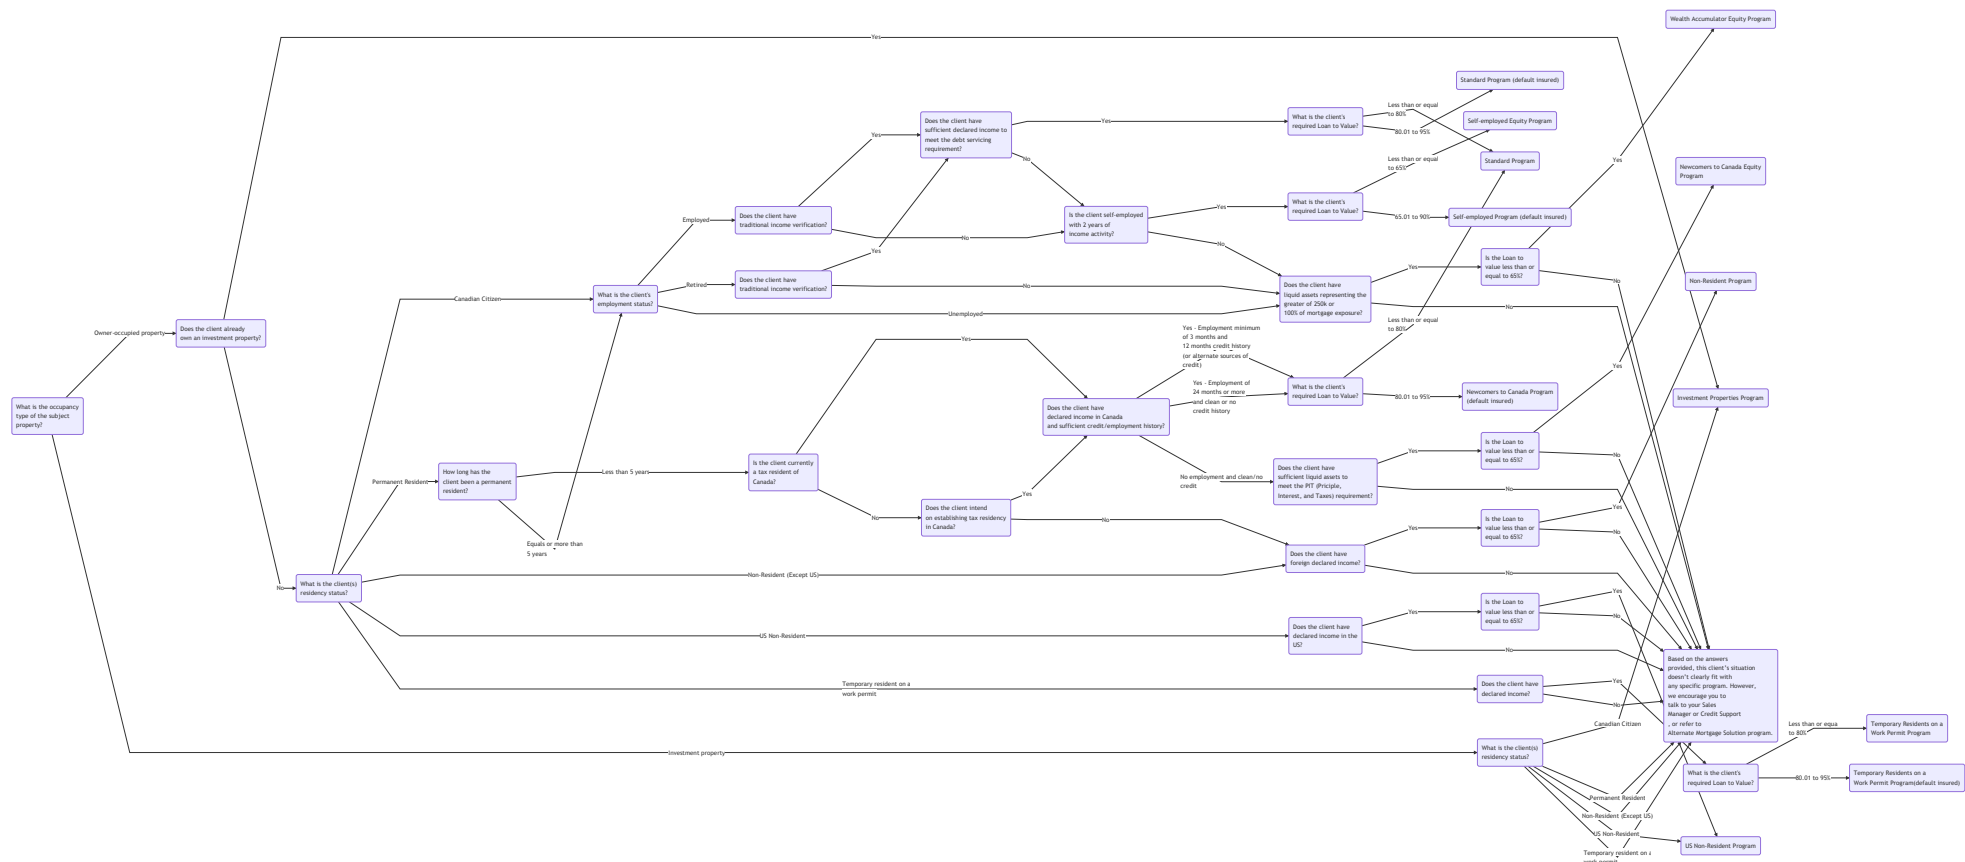 What is the occupancy
type of the subject
property?
Owner-occupied property
Investment property
Does the client already
own an investment property?
Yes
No
What is the client(s)
residency status?
Canadian Citizen
Permanent Resident
Non-Resident (Except US)
US Non-Resident
Temporary resident on a
work permit
How long has the
client been a permanent
resident?
Less than 5 years
Equals or more than
5 years
What is the client's
employment status?
Employed
Retired
Unemployed
Does the client have
traditional income verification?
Yes
No
Does the client have
traditional income verification?
Yes
No
Does the client have
sufficient declared income to
meet the debt servicing
requirement?
Yes
No
Is the client self-employed
with 2 years of
income activity?
Yes
No
What is the client's
required Loan to Value?
Less than or equal
to 80%
80.01 to 95%
Standard Program (default insured)
Standard Program
What is the client's
required Loan to Value?
Less than or equal
to 65%
65.01 to 90%
Self-employed Equity Program
Self-employed Program (default insured)
Does the client have
liquid assets representing the
greater of 250k or
100% of mortgage exposure?
Yes
No
Is the Loan to
value less than or
equal to 65%?
Yes
No
Wealth Accumulator Equity Program
Is the client currently
a tax resident of
Canada?
Yes
No
Does the client intend
on establishing tax residency
in Canada?
Yes
No
Does the client have
declared income in Canada
and sufficient credit/employment history?
Yes - Employment minimum
of 3 months and
12 months credit history
(or alternate sources of
credit)
Yes - Employment of
24 months or more
and clean or no
credit history
No employment and clean/no
credit
What is the client's
required Loan to Value?
Less than or equal
to 80%
80.01 to 95%
Newcomers to Canada Program
(default insured)
Does the client have
sufficient liquid assets to
meet the PIT (Priciple,
Interest, and Taxes) requirement?
Yes
No
Is the Loan to
value less than or
equal to 65%?
Yes
No
Newcomers to Canada Equity
Program
Does the client have
foreign declared income?
Yes
No
Is the Loan to
value less than or
equal to 65%?
Yes
No
Non-Resident Program
Does the client have
declared income in the
US?
Yes
No
Is the Loan to
value less than or
equal to 65%?
Yes
No
Does the client have
declared income?
Yes
No
Investment Properties Program
What is the client(s)
residency status?
Canadian Citizen
Permanent Resident
Non-Resident (Except US)
US Non-Resident
Temporary resident on a
work permit
Based on the answers
provided, this client's situation
doesn't clearly fit with
any specific program. However,
we encourage you to
talk to your Sales
Manager or Credit Support
, or refer to
Alternate Mortgage Solution program.
What is the client's
required Loan to Value?
Less than or equa
to 80%
80.01 to 95%
Temporary Residents on a
Work Permit Program
Temporary Residents on a
Work Permit Program(default insured)
US Non-Resident Program